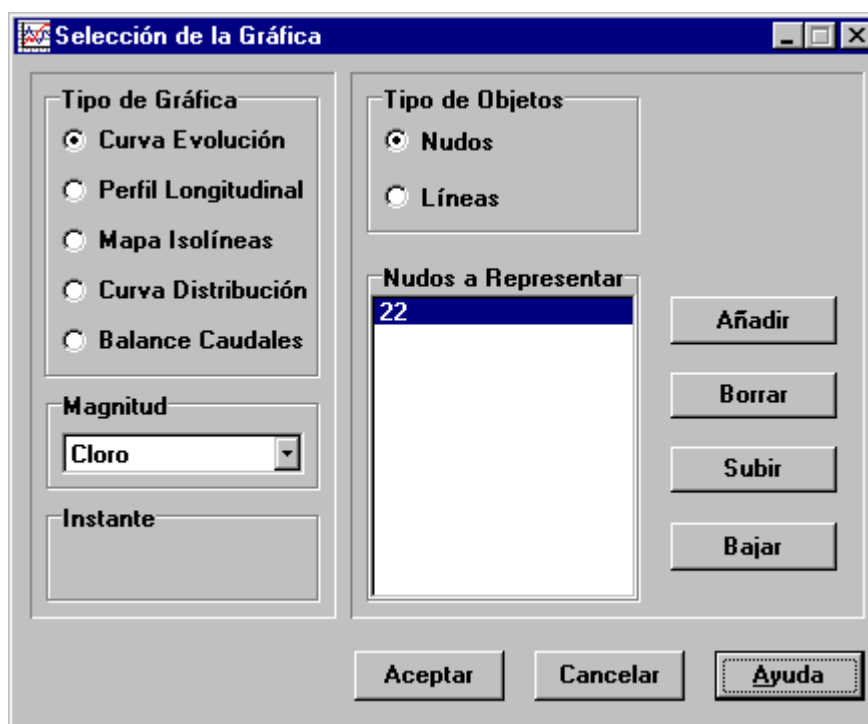 Selección de la Gráfica
Tipo de Gráfica
Curva Evolución
Perfil Longitudinal
Mapa Isolíneas
Curva Distribución
Balance Caudales
Magnitud
Cloro
Instante
Tipo de Objetos
Nudos
Líneas
Nudos a Representar
22
Añadir
Borrar
Subir
Bajar
Aceptar
Cancelar
Ayuda